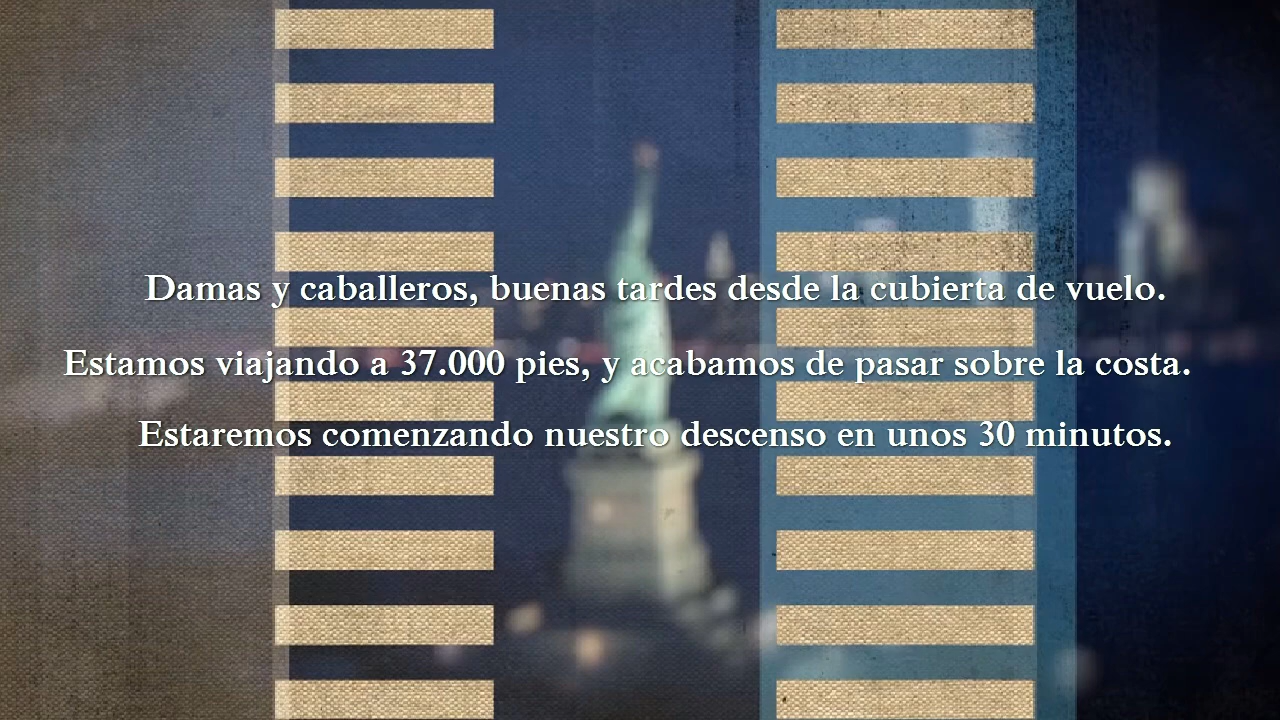 Damas y caballeros, buenas tardes desde la cubierta de vuelo.
Estamos viajando a 37.000 pies, y acabamos de pasar sobre la costa.
Estaremos comenzando nuestro descenso en unos 30 minutos.